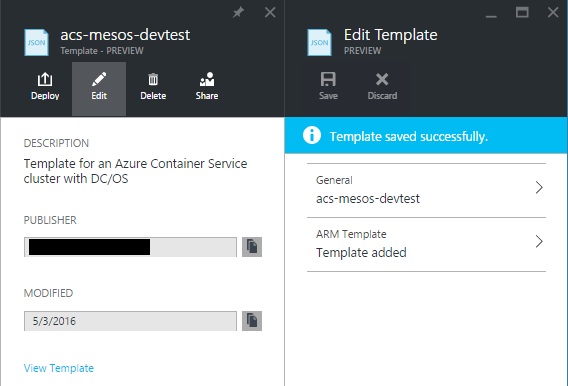 JSON
acs-mesos-devtest
Template - PREVIEW
Deploy
Edit
Delete
Share
DESCRIPTION
Template for an Azure Container Service
cluster with DC/OS
PUBLISHER
MODIFIED
5/3/2016
View Template
JSON
Edit Template
PREVIEW
Save
Discard
Template saved successfully.
General
acs-mesos-devtest
ARM Template
Template added